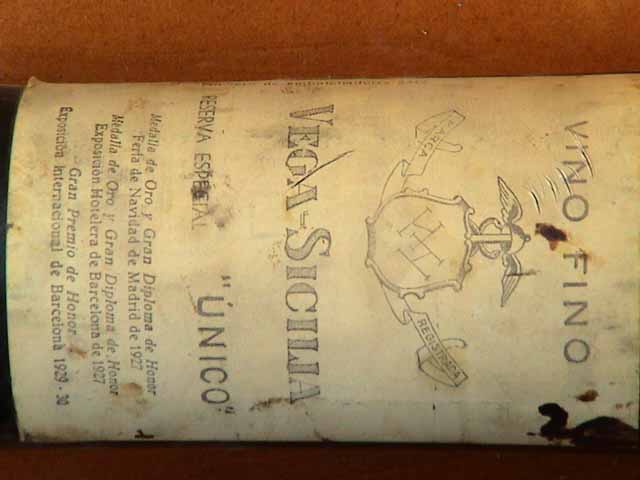 VINO FINO
MARCA
REGISTRADA
VEGA-SICILIA
RESERVA ESPECIAL "ÚNICO"
Medalla de Oro y Gran Diploma de Honor
Feria de Navidad de Madrid de 1927
Medalla de Oro y Gran Diploma de Honor
Exposición Hotelera de Barcelona de 1927
Gran Premio de Honor
Exposición Internacional de Barcelona 1929-30